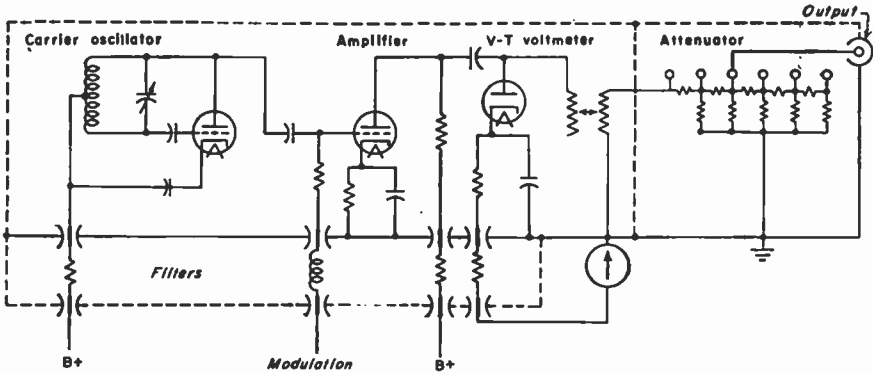 Output
Carrier oscillator
Amplifier
V-T voltmeter
Attenuator
Filters
B+
Modulation
B+